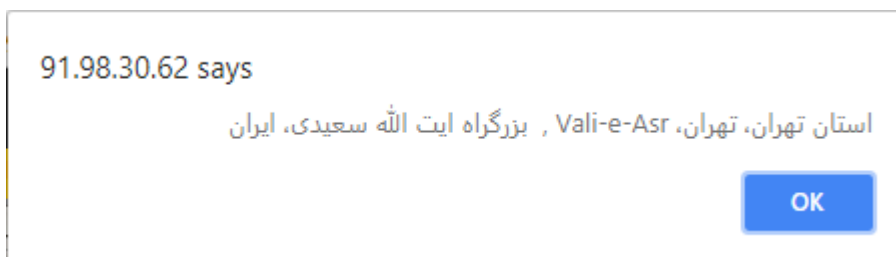 91.98.30.62 says
استان تهران، تهران، Vali-e-Asr , بزرگراه ایت الله سعیدی، ایران
OK